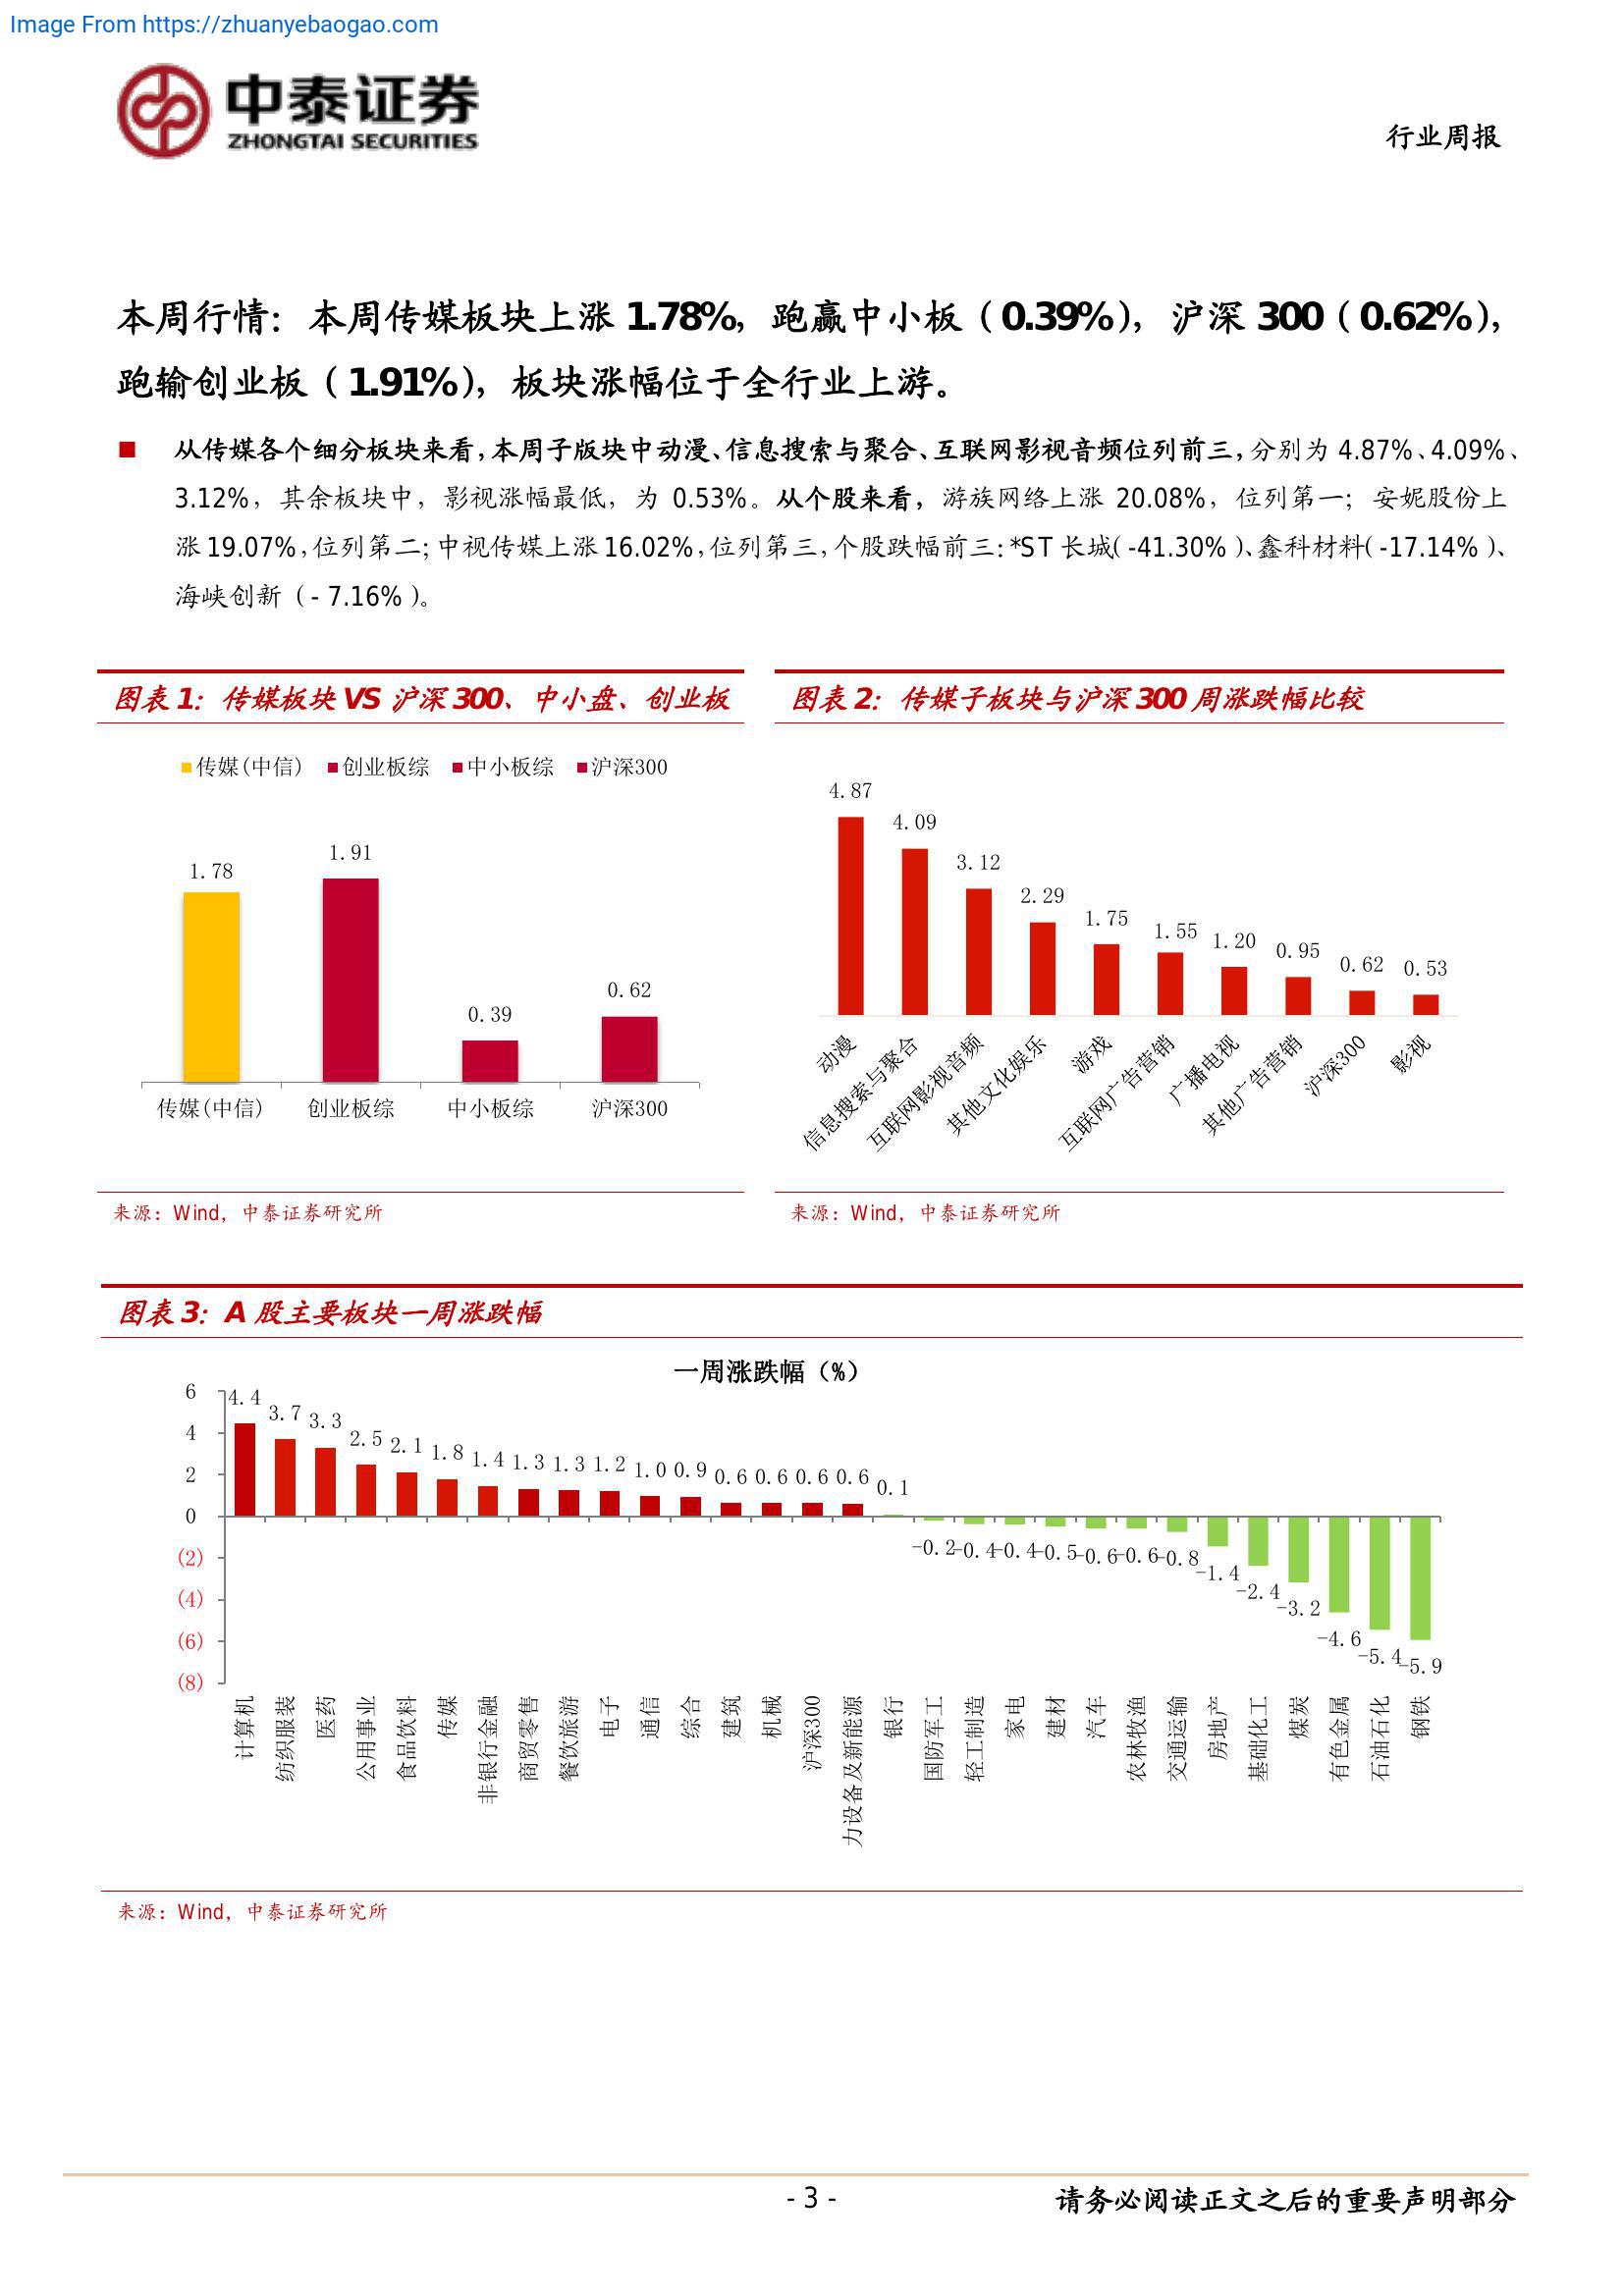 Image From https://zhuanyebaogao.com
中泰证券
ZHONGTAI SECURITIES
行业周报
本周行情：本周传媒板块上涨 1.78%，跑赢中小板（0.39%），沪深 300（0.62%），
跑输创业板（1.91%），板块涨幅位于全行业上游。
■ 从传媒各个细分板块来看，本周子版块中动漫、信息搜索与聚合、互联网影视音频位列前三，分别为 4.87%、4.09%、
3.12%，其余板块中，影视涨幅最低，为 0.53%。从个股来看，游族网络上涨 20.08%，位列第一；安妮股份上
涨 19.07%，位列第二；中视传媒上涨 16.02%，位列第三，个股跌幅前三：*ST 长城（-41.30%）、鑫科材料（-17.14%）、
海峡创新（- 7.16%）。
图表 1：传媒板块 VS 沪深 300、中小盘、创业板
传媒(中信) 创业板综 中小板综 沪深300
1.78
1.91
0.39
0.62
传媒(中信) 创业板综 中小板综 沪深300
来源：Wind，中泰证券研究所
图表 2：传媒子板块与沪深 300 周涨跌幅比较
4.87
4.09
3.12
2.29
1.75
1.55
1.20
0.95
0.62
0.53
动漫
信息搜索与聚合
互联网影视音频
其他文化娱乐
游戏
互联网广告营销
广播电视
其他广告营销
沪深300
影视
来源：Wind，中泰证券研究所
图表 3：A 股主要板块一周涨跌幅
一周涨跌幅（%）
6
4
2
0
(2)
(4)
(6)
(8)
4.4 3.7 3.3 2.5 2.1 1.8 1.4 1.3 1.3 1.2 1.0 0.9 0.6 0.6 0.6 0.6 0.1 -0.2 -0.4 -0.4 -0.5 -0.6 -0.6 -0.8 -1.4 -2.4 -3.2 -4.6 -5.4 -5.9
计算机
纺织服装
医药
公用事业
食品饮料
传媒
非银行金融
商贸零售
餐饮旅游
电子
通信
综合
建筑
机械
沪深300
力设备及新能源
银行
国防军工
轻工制造
家电
建材
汽车
农林牧渔
交通运输
房地产
基础化工
煤炭
有色金属
石油石化
钢铁
来源：Wind，中泰证券研究所
- 3 -
请务必阅读正文之后的重要声明部分